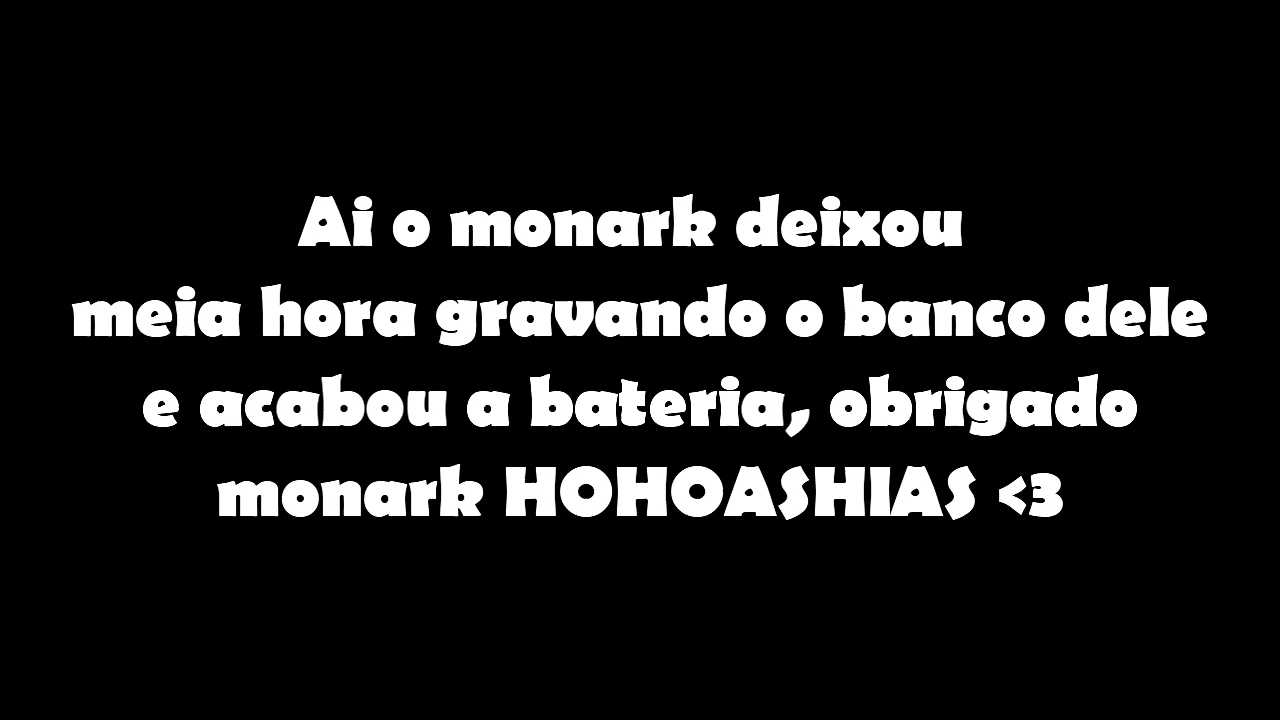 Ai o monark deixou
meia hora gravando o banco dele
e acabou a bateria, obrigado
monark HOHOASHIAS <3